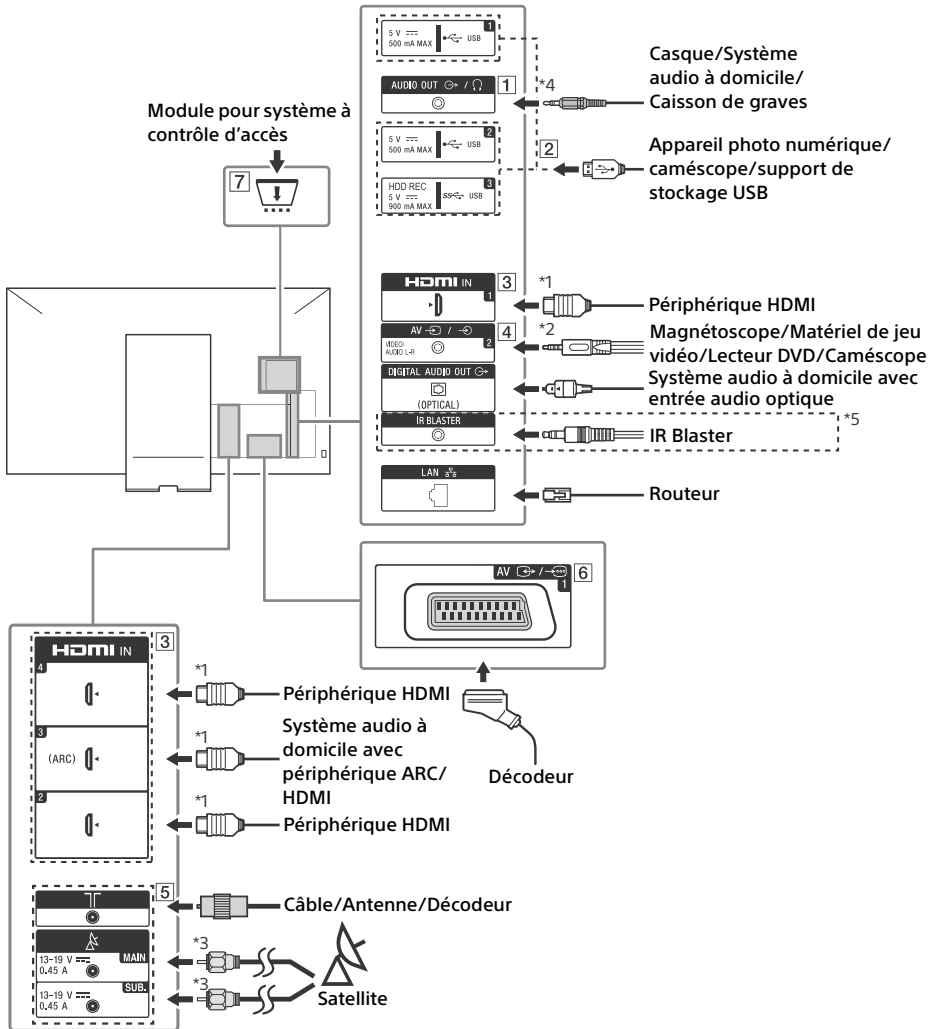 5 V
500 mA MAX
USB
1
AUDIO OUT /
1
*4
Casque/Système
audio à domicile/
Caisson de graves
Module pour système à
contrôle d'accès
7
5 V
500 mA MAX
USB
2
2
Appareil photo numérique/
caméscope/support de
stockage USB
HDD REC
5 V
900 mA MAX
SS USB
3
HDMI IN
1
3
*1
Périphérique HDMI
AV /
VIDEO/
AUDIO L-R
2
4
*2
Magnétoscope/Matériel de jeu
vidéo/Lecteur DVD/Caméscope
DIGITAL AUDIO OUT
(OPTICAL)
Système audio à domicile avec
entrée audio optique
IR BLASTER
IR Blaster
*5
LAN
Routeur
AV /
1
6
Décodeur
HDMI IN
3
4
*1
Périphérique HDMI
3
(ARC)
*1
Système audio à
domicile avec
périphérique ARC/
HDMI
2
*1
Périphérique HDMI
5
Câble/Antenne/Décodeur
13-19 V
0.45 A
MAIN
*3
13-19 V
0.45 A
SUB.
*3
Satellite